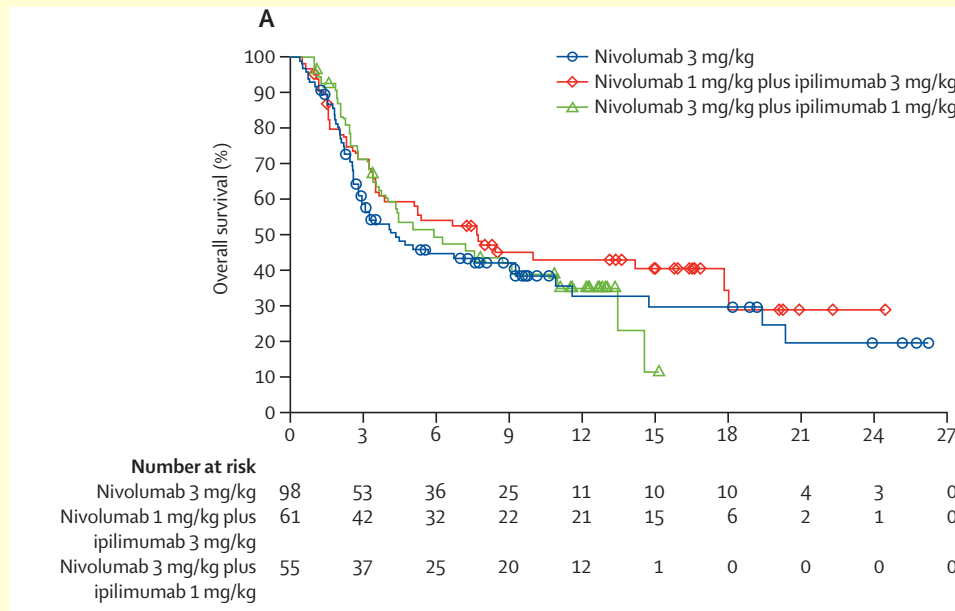 A
Overall survival (%)
100
90
80
70
60
50
40
30
20
10
0
Nivolumab 3 mg/kg
Nivolumab 1 mg/kg plus ipilimumab 3 mg/kg
Nivolumab 3 mg/kg plus ipilimumab 1 mg/kg
0 3 6 9 12 15 18 21 24 27
Number at risk
Nivolumab 3 mg/kg 98 53 36 25 11 10 10 4 3 0
Nivolumab 1 mg/kg plus 61 42 32 22 21 15 6 2 1 0
ipilimumab 3 mg/kg
Nivolumab 3 mg/kg plus 55 37 25 20 12 1 0 0 0 0
ipilimumab 1 mg/kg